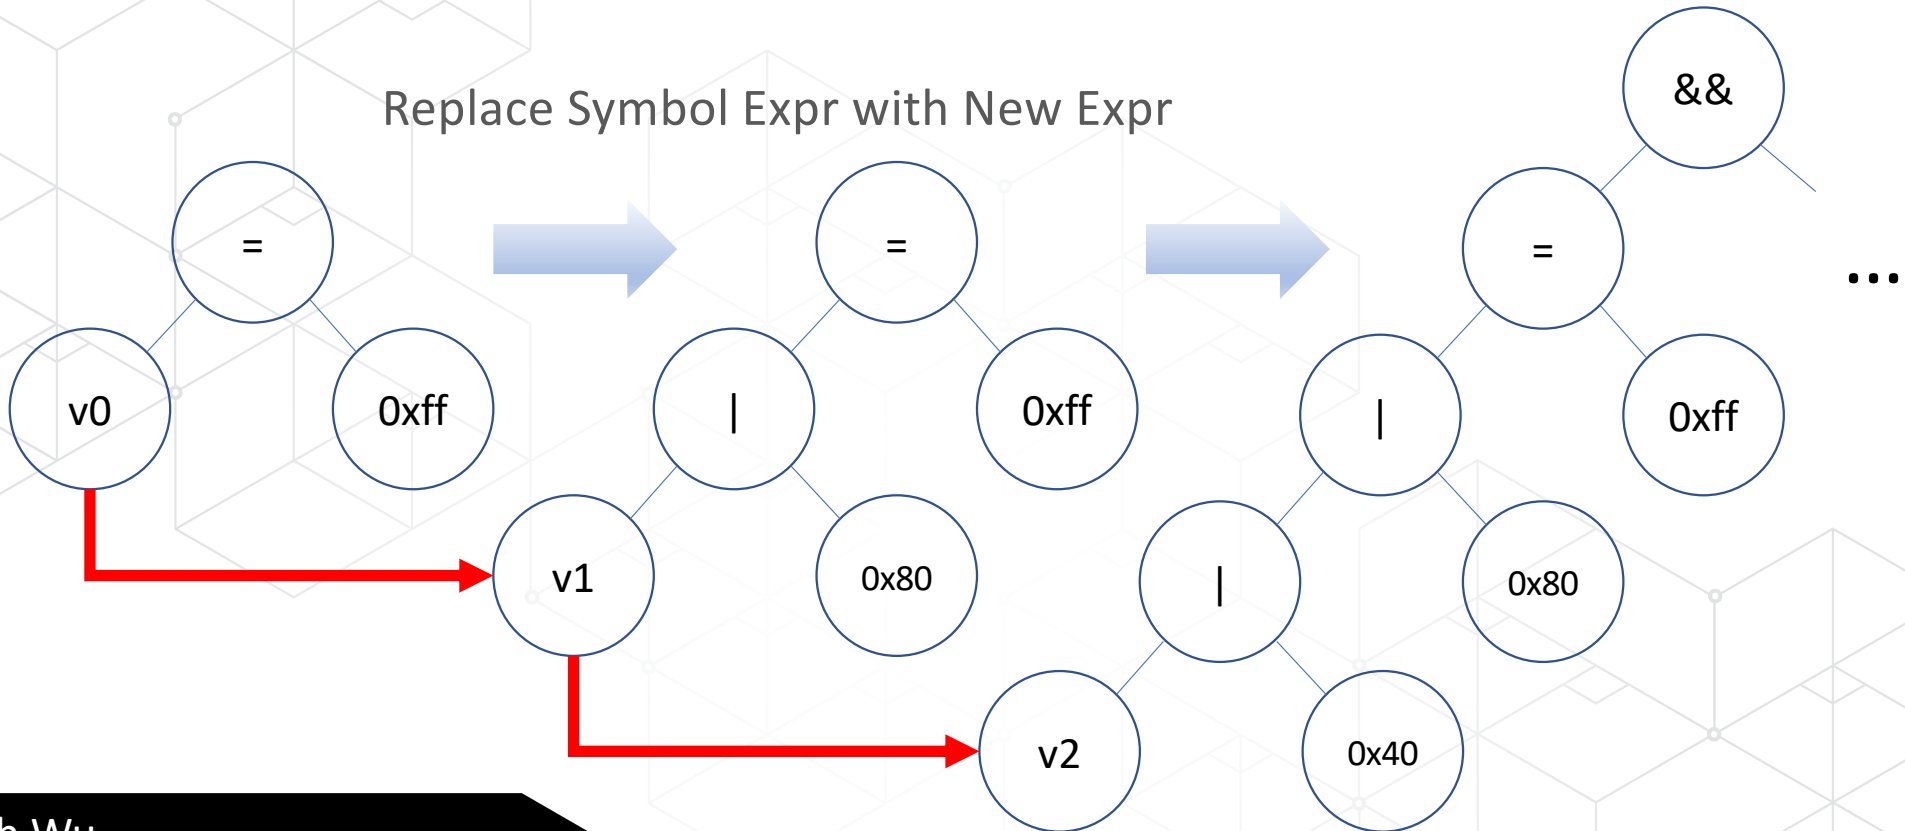 Replace Symbol Expr with New Expr
&&
=
=
=
...
v0
0xff
|
0xff
|
0xff
v1
0x80
|
0x80
v2
0x40